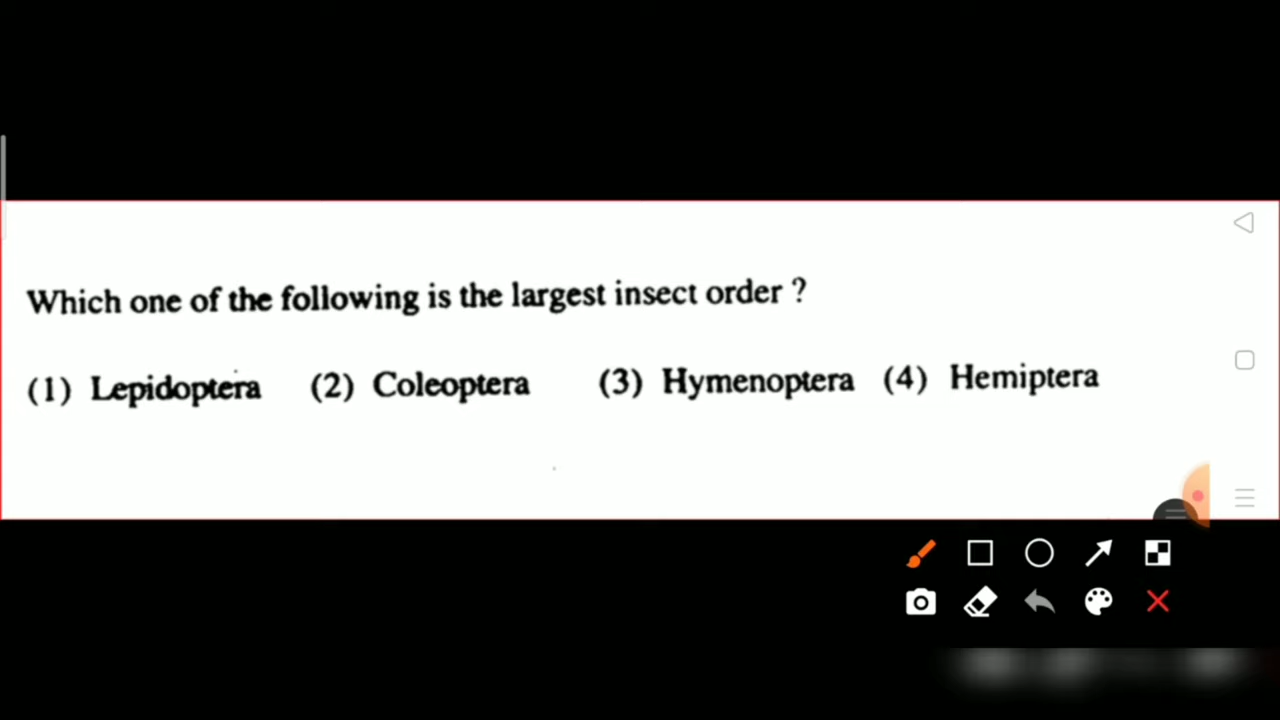 Which one of the following is the largest insect order ?
(1) Lepidoptera (2) Coleoptera (3) Hymenoptera (4) Hemiptera